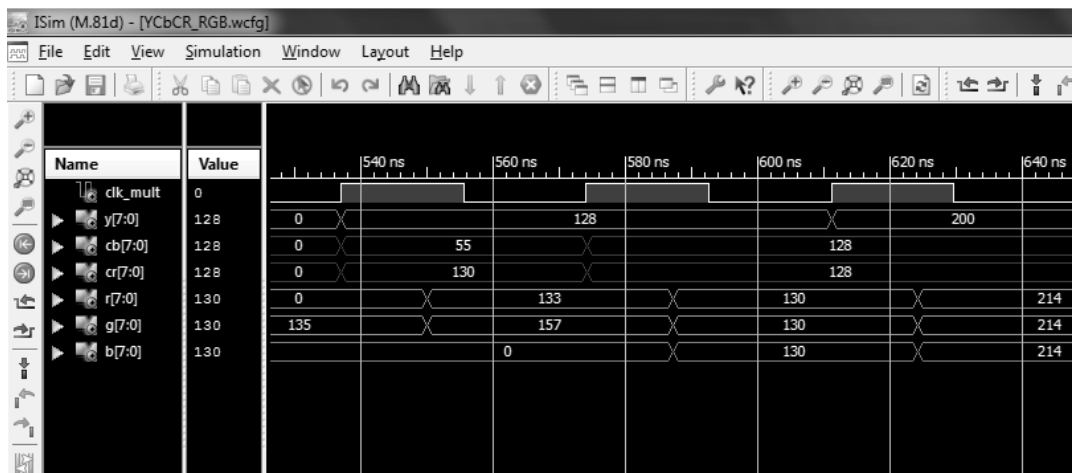 ISim (M.81d) - [YCbCR_RGB.wcfg]
File Edit View Simulation Window Layout Help
Name Value 540 ns 560 ns 580 ns 600 ns 620 ns 640 ns
clk_mult 0
y[7:0] 128 0 128 200
cb[7:0] 128 0 55 128
cr[7:0] 128 0 130 128
r[7:0] 130 0 133 130 214
g[7:0] 130 135 157 130 214
b[7:0] 130 0 130 214